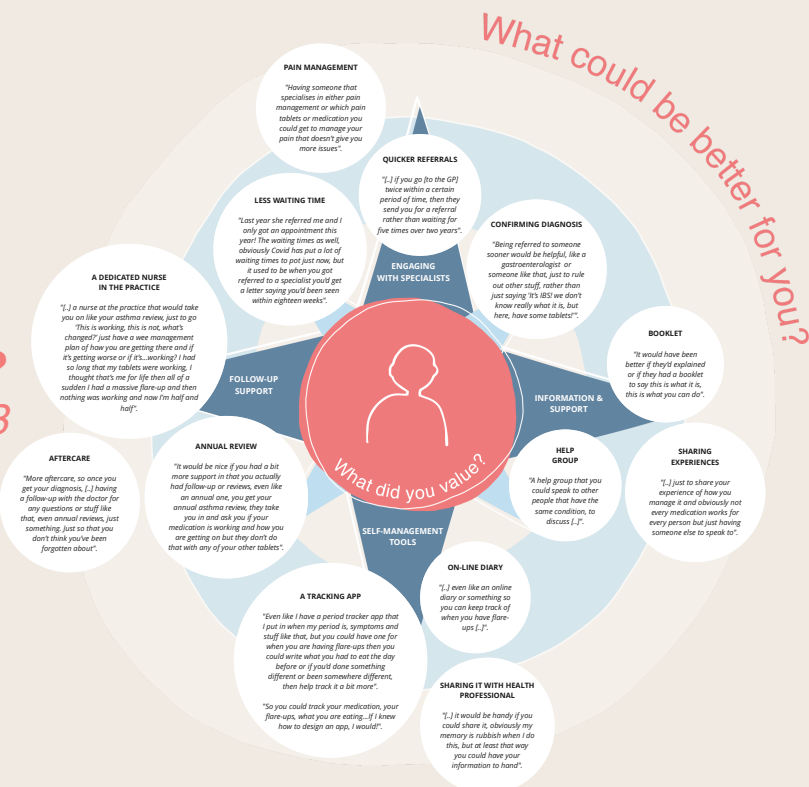 What could be better for you?
PAIN MANAGEMENT
"Having someone that
specialises in either pain
management or which pain
tablets or medication you
could get to manage your
pain that doesn't give you
more issues".
QUICKER REFERRALS
"[..] if you go [to the GP]
twice within a certain
period of time, then they
send you for a referral
rather than waiting for
five times over two years".
LESS WAITING TIME
"Last year she referred me and I
only got an appointment this
year! The waiting times as well,
obviously Covid has put a lot of
waiting times to pot just now, but
it used to be when you got
referred to a specialist you'd get
a letter saying you'd been seen
within eighteen weeks".
CONFIRMING DIAGNOSIS
"Being referred to someone
sooner would be helpful, like a
gastroenterologist or
someone like that, just to rule
out other stuff, rather than
just saying 'It's IBS! we don't
know really what it is, but
here, have some tablets!'".
ENGAGING
WITH SPECIALISTS
A DEDICATED NURSE
IN THE PRACTICE
"[..] a nurse at the practice that would take
you on like your asthma review, just to go
'This is working, this is not, what's
changed?' just have a wee management
plan of how you are getting there and if
it's getting worse or if it's...working? I had
so long that my tablets were working, I
thought that's me for life then all of a
sudden I had a massive flare-up and then
nothing was working and now I'm half and
half".
BOOKLET
"It would have been
better if they'd explained
or if they had a booklet
to say this is what it is,
this is what you can do".
FOLLOW-UP
SUPPORT
INFORMATION &
SUPPORT
What did you value?
AFTERCARE
"More aftercare, so once you
get your diagnosis, [..] having
a follow-up with the doctor for
any questions or stuff like
that, even annual reviews, just
something. Just so that you
don't think you've been
forgotten about".
ANNUAL REVIEW
"It would be nice if you had a bit
more support in that you actually
had follow-up or reviews, even like
an annual one, you get your
annual asthma review, they take
you in and ask you if your
medication is working and how you
are getting on but they don't do
that with any of your other tablets".
HELP
GROUP
"A help group that you
could speak to other
people that have the
same condition, to
discuss [..]".
SHARING
EXPERIENCES
"[..] just to share your
experience of how you
manage it and obviously not
every medication works for
every person but just having
someone else to speak to".
SELF-MANAGEMENT
TOOLS
A TRACKING APP
"Even like I have a period tracker app that
I put in when my period is, symptoms and
stuff like that, but you could have one for
when you are having flare-ups then you
could write what you had to eat the day
before or if you'd done something
different or been somewhere different,
then help track it a bit more".
"So you could track your medication, your
flare-ups, what you are eating...If I knew
how to design an app, I would!".
ON-LINE DIARY
"[..] even like an online
diary or something so
you can keep track of
when you have flare-
ups [..]".
SHARING IT WITH HEALTH
PROFESSIONAL
"[..] it would be handy if you
could share it, obviously my
memory is rubbish when I do
this, but at least that way
you could have your
information to hand".